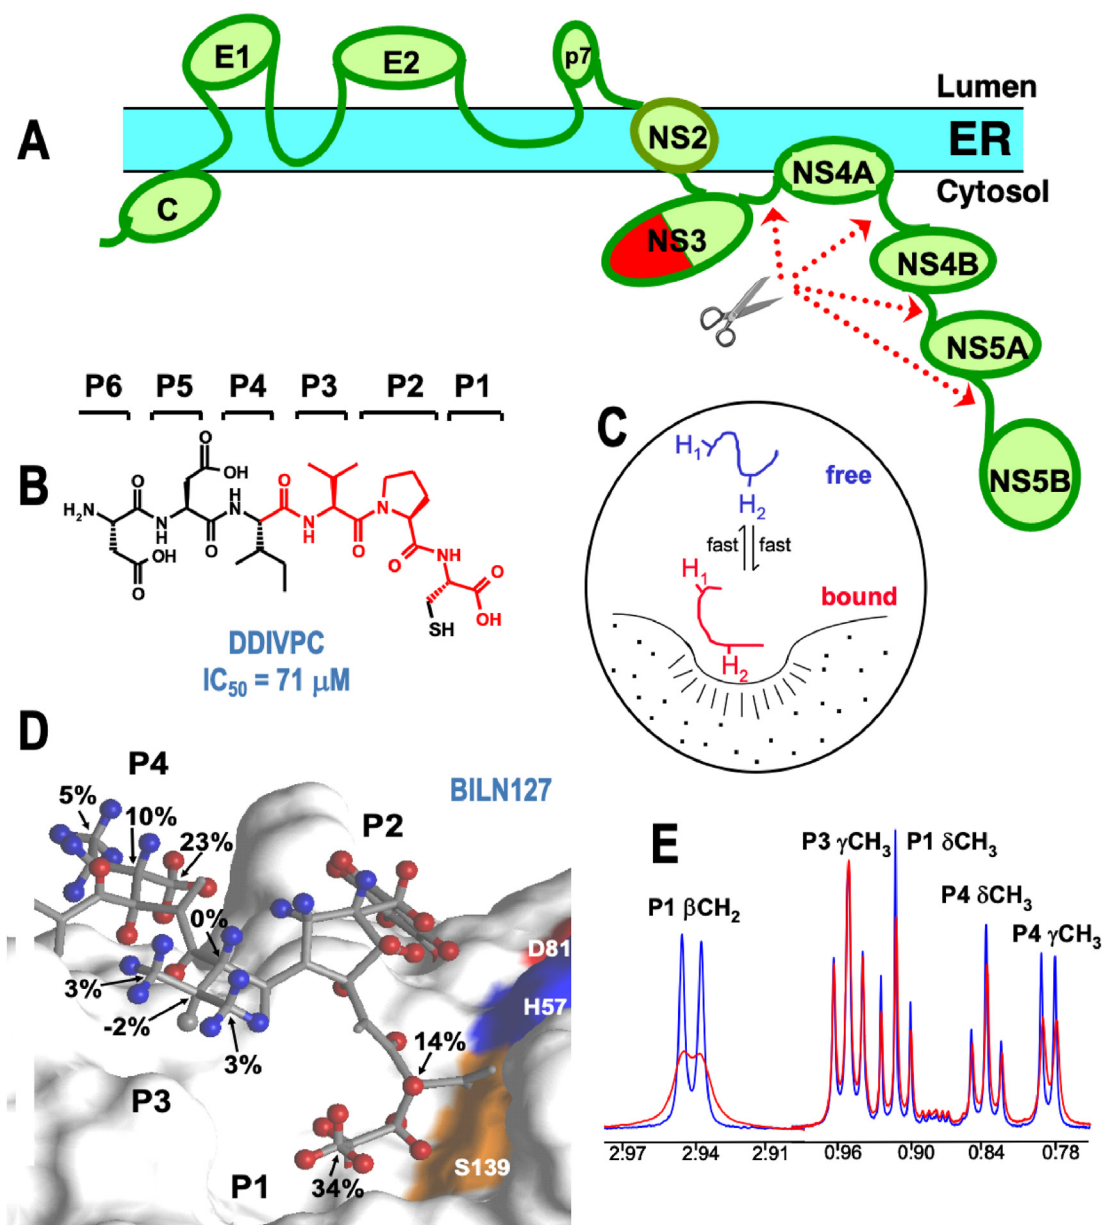 A
E1
E2
p7
Lumen
NS2
ER
NS4A
C
Cytosol
NS3
NS4B
NS5A
NS5B
P6 P5 P4 P3 P2 P1
B
O
OH
O
O
O
H
N
H
N
H₂N
N
H
O
N
H
O
N
OH
O
O
NH
O
OH
SH
DDIVPC
IC₅₀ = 71 μM
C
H₁
free
H₂
fast fast
H₁
bound
H₂
D
P4
BILN127
5%
10%
23%
P2
0%
D81
3%
H57
-2%
3%
14%
P3
S139
P1
34%
E
P3 γCH₃
P1 δCH₃
P1 βCH₂
P4 δCH₃
P4 γCH₃
2:97 2:94 2:91 0:96 0:90 0:84 0:78